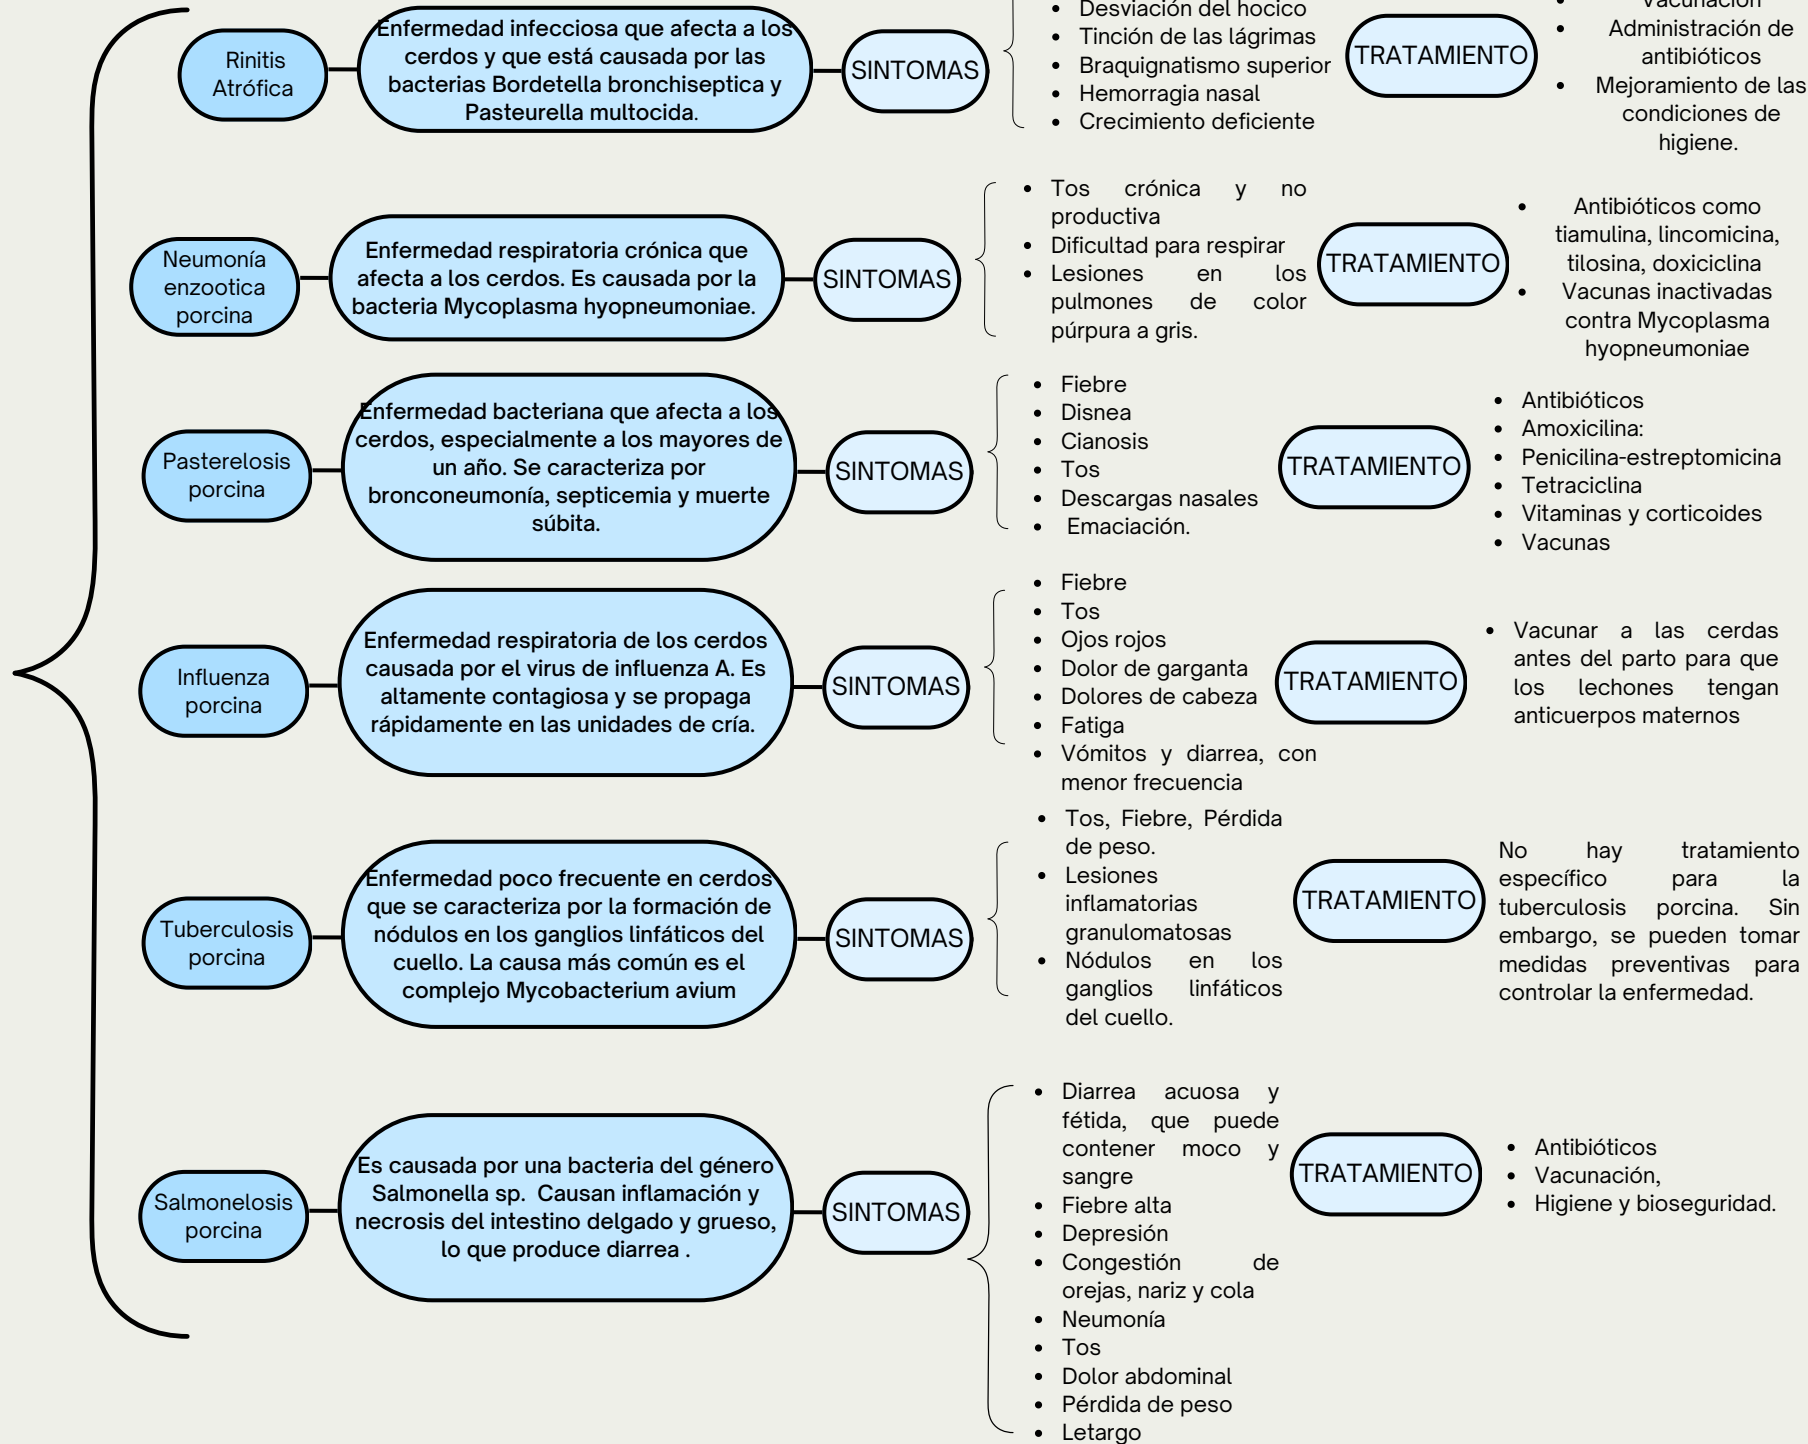 Rinitis
Atrófica
Enfermedad infecciosa que afecta a los
cerdos y que está causada por las
bacterias Bordetella bronchiseptica y
Pasteurella multocida.
SINTOMAS
• Desviación del hocico
• Tinción de las lágrimas
• Braquignatismo superior
• Hemorragia nasal
• Crecimiento deficiente
TRATAMIENTO
• Vacunación
• Administración de
antibióticos
• Mejoramiento de las
condiciones de
higiene.
Neumonía
enzootica
porcina
Enfermedad respiratoria crónica que
afecta a los cerdos. Es causada por la
bacteria Mycoplasma hyopneumoniae.
SINTOMAS
• Tos crónica y no
productiva
• Dificultad para respirar
• Lesiones en los
pulmones de color
púrpura a gris.
TRATAMIENTO
• Antibióticos como
tiamulina, lincomicina,
tilosina, doxiciclina
• Vacunas inactivadas
contra Mycoplasma
hyopneumoniae
Pasterelosis
porcina
Enfermedad bacteriana que afecta a los
cerdos, especialmente a los mayores de
un año. Se caracteriza por
bronconeumonía, septicemia y muerte
súbita.
SINTOMAS
• Fiebre
• Disnea
• Cianosis
• Tos
• Descargas nasales
• Emaciación.
TRATAMIENTO
• Antibióticos
• Amoxicilina:
• Penicilina-estreptomicina
• Tetraciclina
• Vitaminas y corticoides
• Vacunas
Influenza
porcina
Enfermedad respiratoria de los cerdos
causada por el virus de influenza A. Es
altamente contagiosa y se propaga
rápidamente en las unidades de cría.
SINTOMAS
• Fiebre
• Tos
• Ojos rojos
• Dolor de garganta
• Dolores de cabeza
• Fatiga
• Vómitos y diarrea, con
menor frecuencia
TRATAMIENTO
• Vacunar a las cerdas
antes del parto para que
los lechones tengan
anticuerpos maternos
Tuberculosis
porcina
Enfermedad poco frecuente en cerdos
que se caracteriza por la formación de
nódulos en los ganglios linfáticos del
cuello. La causa más común es el
complejo Mycobacterium avium
SINTOMAS
• Tos, Fiebre, Pérdida
de peso.
• Lesiones
inflamatorias
granulomatosas
• Nódulos en los
ganglios linfáticos
del cuello.
TRATAMIENTO
No hay tratamiento
específico para la
tuberculosis porcina. Sin
embargo, se pueden tomar
medidas preventivas para
controlar la enfermedad.
Salmonelosis
porcina
Es causada por una bacteria del género
Salmonella sp. Causan inflamación y
necrosis del intestino delgado y grueso,
lo que produce diarrea .
SINTOMAS
• Diarrea acuosa y
fétida, que puede
contener moco y
sangre
• Fiebre alta
• Depresión
• Congestión de
orejas, nariz y cola
• Neumonía
• Tos
• Dolor abdominal
• Pérdida de peso
• Letargo
TRATAMIENTO
• Antibióticos
• Vacunación,
• Higiene y bioseguridad.